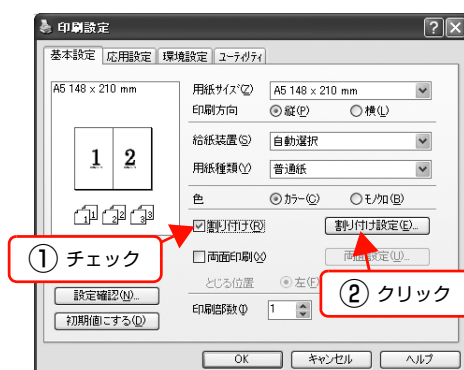 印刷設定
基本設定 応用設定 環境設定 ユーティリティ
A5 148 x 210 mm
用紙サイズ(Z) A5 148 x 210 mm
印刷方向 縦(P) 横(L)
給紙装置(S) 自動選択
用紙種類(Y) 普通紙
1 2
色 カラー(C) モノクロ(B)
1 1 2 2 3 3
割り付け(R) 割り付け設定(E)...
① チェック
両面印刷(X) 両面設定(U)...
とじる位置 左(F)
② クリック
設定確認(N)...
印刷部数(I) 1
初期値にする(D)
OK キャンセル ヘルプ